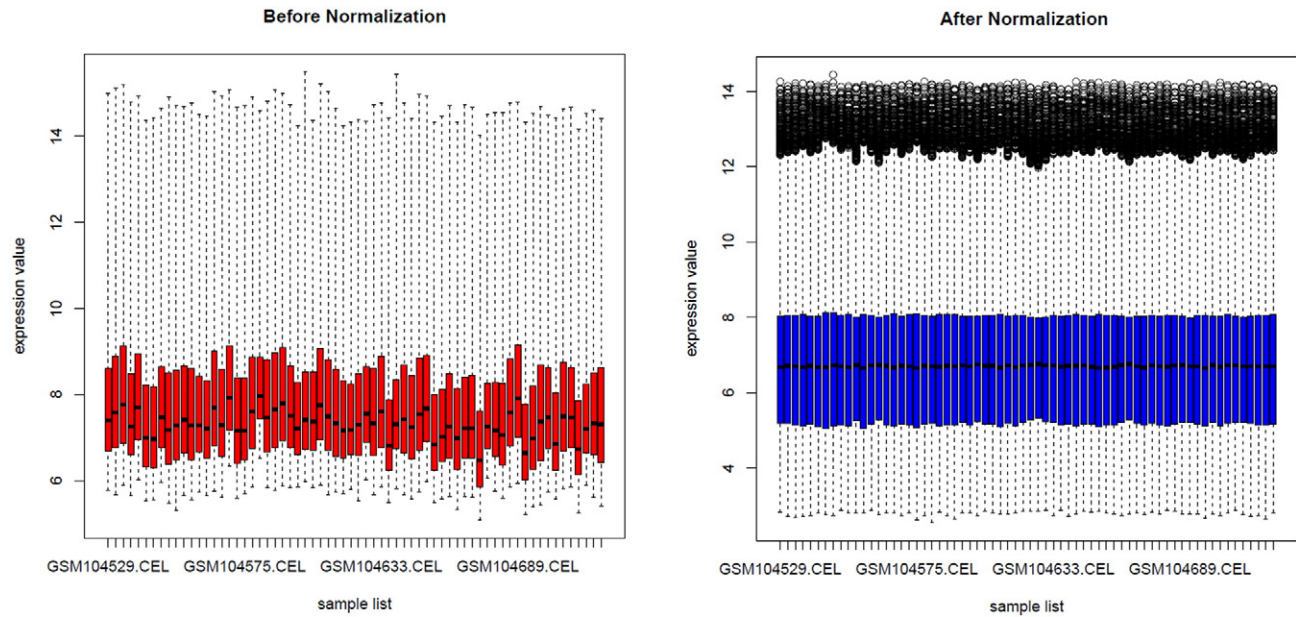 Before Normalization
expression value
14
12
10
8
6
GSM104529.CEL GSM104575.CEL GSM104633.CEL GSM104689.CEL
sample list
After Normalization
expression value
14
12
10
8
6
4
GSM104529.CEL GSM104575.CEL GSM104633.CEL GSM104689.CEL
sample list